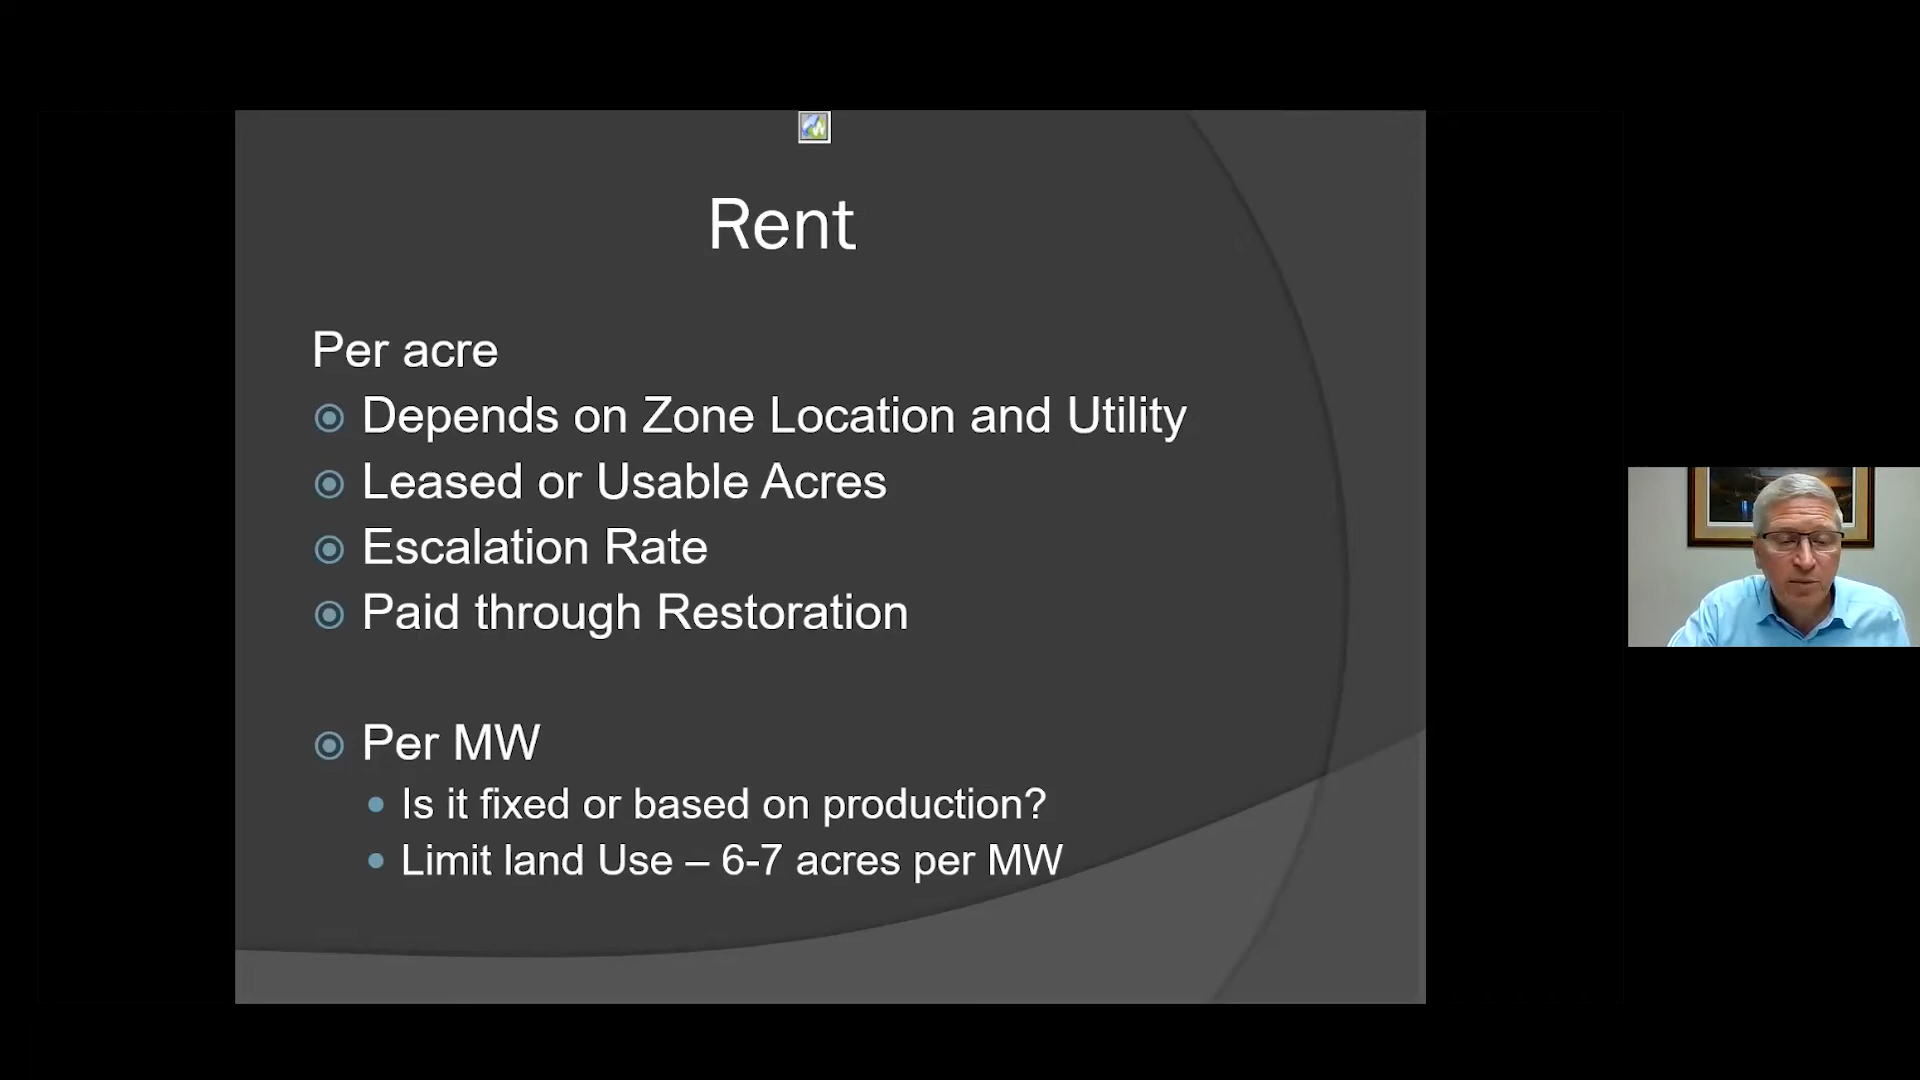 Rent
Per acre
Depends on Zone Location and Utility
Leased or Usable Acres
Escalation Rate
Paid through Restoration
Per MW
Is it fixed or based on production?
Limit land Use – 6-7 acres per MW